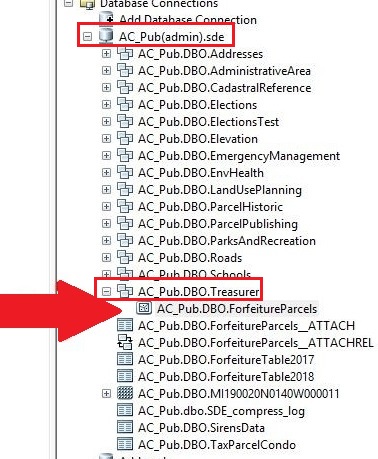 Database Connections
Add Database Connection
AC_Pub(admin).sde
AC_Pub.DBO.Addresses
AC_Pub.DBO.AdministrativeArea
AC_Pub.DBO.CadastralReference
AC_Pub.DBO.Elections
AC_Pub.DBO.ElectionsTest
AC_Pub.DBO.Elevation
AC_Pub.DBO.EmergencyManagement
AC_Pub.DBO.EnvHealth
AC_Pub.DBO.LandUsePlanning
AC_Pub.DBO.ParcelHistoric
AC_Pub.DBO.ParcelPublishing
AC_Pub.DBO.ParksAndRecreation
AC_Pub.DBO.Roads
AC_Pub.DBO.Schools
AC_Pub.DBO.Treasurer
AC_Pub.DBO.ForfeitureParcels
AC_Pub.DBO.ForfeitureParcels__ATTACH
AC_Pub.DBO.ForfeitureParcels__ATTACHREL
AC_Pub.DBO.ForfeitureTable2017
AC_Pub.DBO.ForfeitureTable2018
AC_Pub.DBO.MI190020N0140W000011
AC_Pub.dbo.SDE_compress_log
AC_Pub.DBO.SirensData
AC_Pub.DBO.TaxParcelCondo